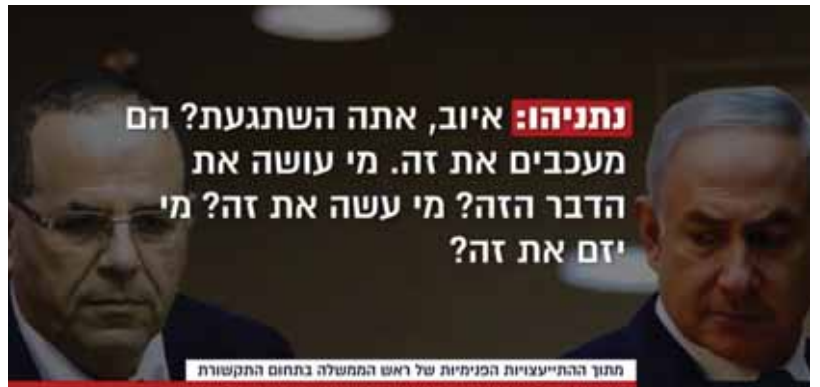 נתניהו: איוב, אתה השתגעת? הם
מעכבים את זה. מי עושה את
הדבר הזה? מי עשה את זה? מי
יזם את זה?
מתוך ההתייעצויות הפנימיות של ראש הממשלה בתחום התקשורת